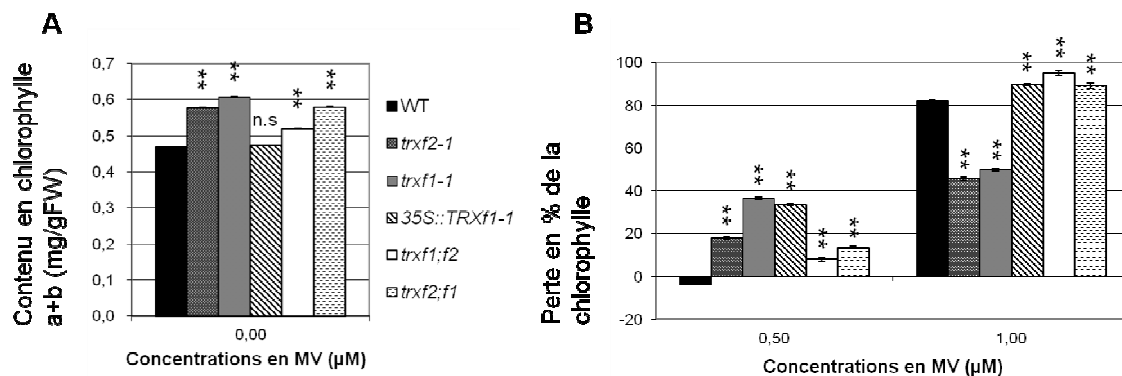 A
Contenu en chlorophylle
a+b (mg/gFW)
0,7
0,6
0,5
0,4
0,3
0,2
0,1
0,0
**
**
n.s
**
**
0,00
Concentrations en MV (µM)
WT
trxf2-1
trxf1-1
35S::TRXf1-1
trxf1;f2
trxf2;f1
B
Perte en % de la
chlorophylle
100
80
60
40
20
0
-20
**
**
**
**
**
**
**
**
**
**
0,50
1,00
Concentrations en MV (µM)